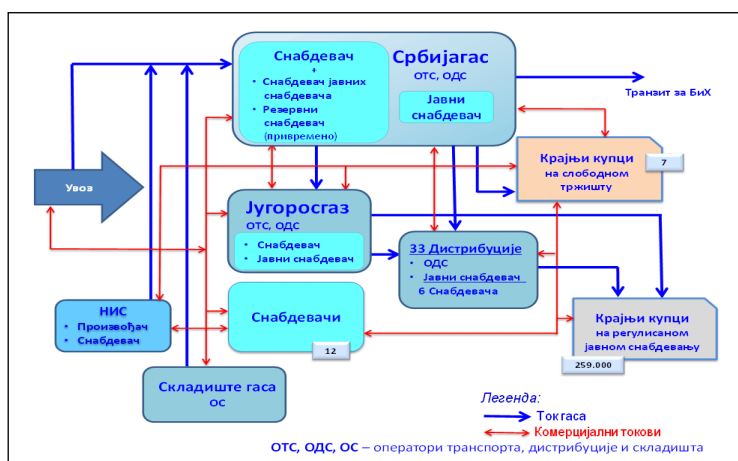 Снабдевач
+
• Снабдевач јавних
снабдевача
• Резервни
снабдевач
(привремено)
Србијагас
ОТС, ОДС
Јавни
снабдевач
Транзит за БиХ
Увоз
Крајњи купци
на слободном
тржишту
7
Југоросгаз
ОТС, ОДС
• Снабдевач
• Јавни снабдевач
33 Дистрибуције
• ОДС
• Јавни снабдевач
6 Снабдевача
НИС
• Произвођач
• Снабдевач
Снабдевачи
12
Крајњи купци
на регулисаном
јавном снабдевању
259.000
Складиште гаса
ОС
Легенда:
Ток гаса
Комерцијални токови
ОТС, ОДС, ОС – оператори транспорта, дистрибуције и складишта